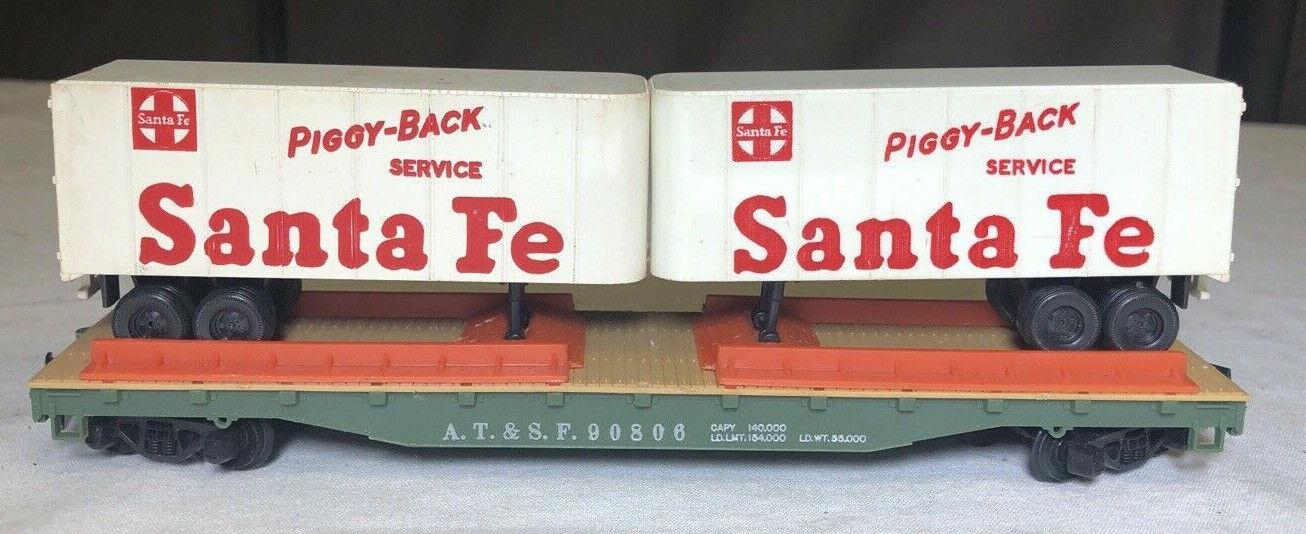 Santa Fe
PIGGY-BACK
SERVICE
Santa Fe
Santa Fe
PIGGY-BACK
SERVICE
Santa Fe
A. T. & S. F. 90806
CAPY 140,000
LD. LMT. 154,000 LD. WT. 55,000